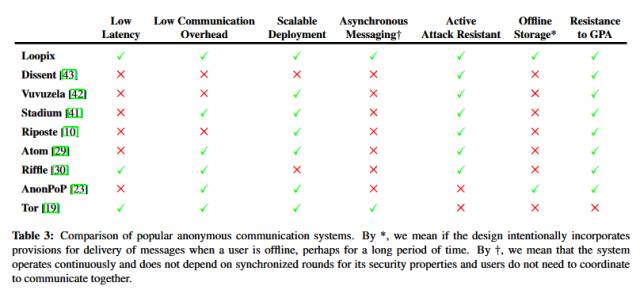 Low Low Communication Scalable Asynchronous Active Offline Resistance
Latency Overhead Deployment Messaging† Attack Resistant Storage* to GPA
Loopix ✓ ✓ ✓ ✓ ✓ ✓ ✓
Dissent [43] ✕ ✕ ✕ ✕ ✓ ✕ ✓
Vuvuzela [42] ✕ ✕ ✓ ✕ ✓ ✕ ✓
Stadium [41] ✕ ✓ ✓ ✕ ✓ ✕ ✓
Riposte [10] ✕ ✕ ✓ ✕ ✓ ✕ ✓
Atom [29] ✕ ✓ ✓ ✕ ✓ ✕ ✓
Riffle [30] ✓ ✓ ✕ ✕ ✓ ✕ ✓
AnonPoP [23] ✕ ✓ ✓ ✕ ✕ ✓ ✓
Tor [19] ✓ ✓ ✓ ✓ ✕ ✕ ✕
Table 3: Comparison of popular anonymous communication systems. By *, we mean if the design intentionally incorporates
provisions for delivery of messages when a user is offline, perhaps for a long period of time. By †, we mean that the system
operates continuously and does not depend on synchronized rounds for its security properties and users do not need to coordinate
to communicate together.